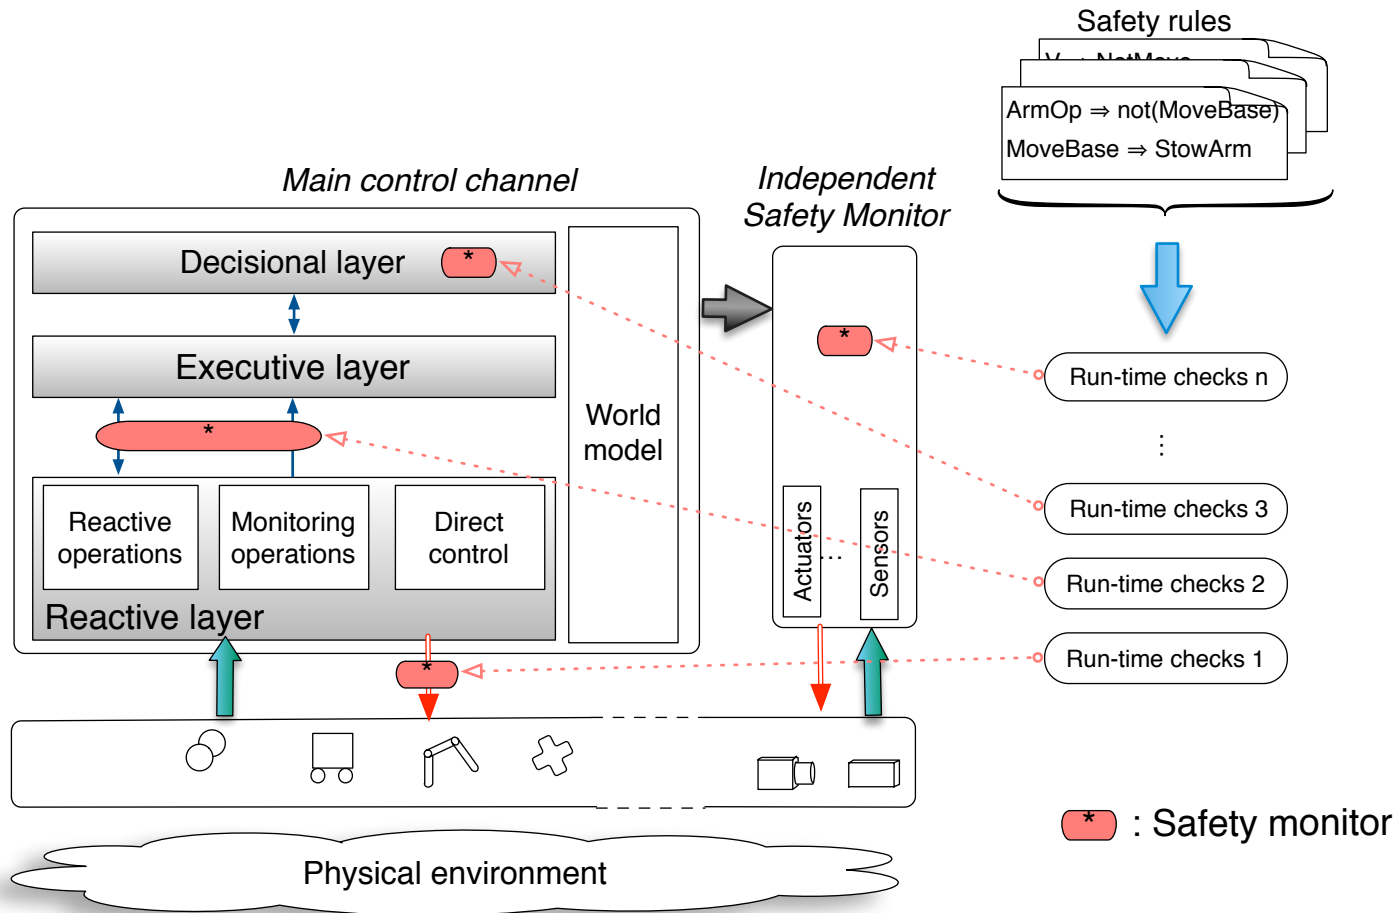 Safety rules
ArmOp ⇒ not(MoveBase)
MoveBase ⇒ StowArm
Main control channel
Independent
Safety Monitor
Decisional layer
*
Executive layer
*
World
model
Reactive
operations
Monitoring
operations
Direct
control
Reactive layer
*
*
Actuators
...
Sensors
Run-time checks n
⋮
Run-time checks 3
Run-time checks 2
Run-time checks 1
* : Safety monitor
Physical environment